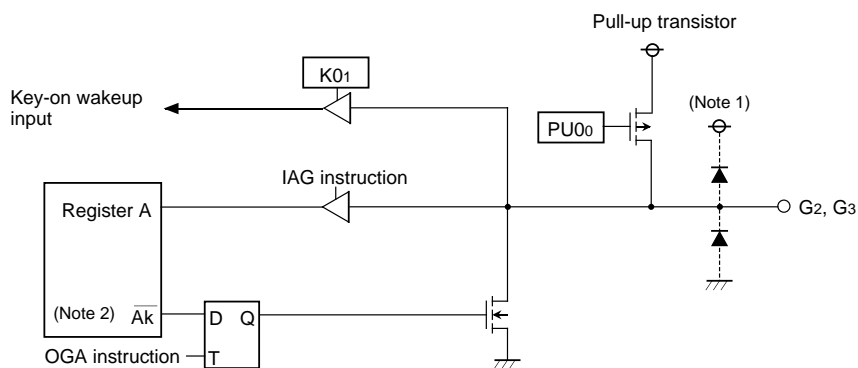 Pull-up transistor
K01
Key-on wakeup
input
(Note 1)
PU00
IAG instruction
Register A
G2, G3
(Note 2)
Ak
D
Q
OGA instruction
T